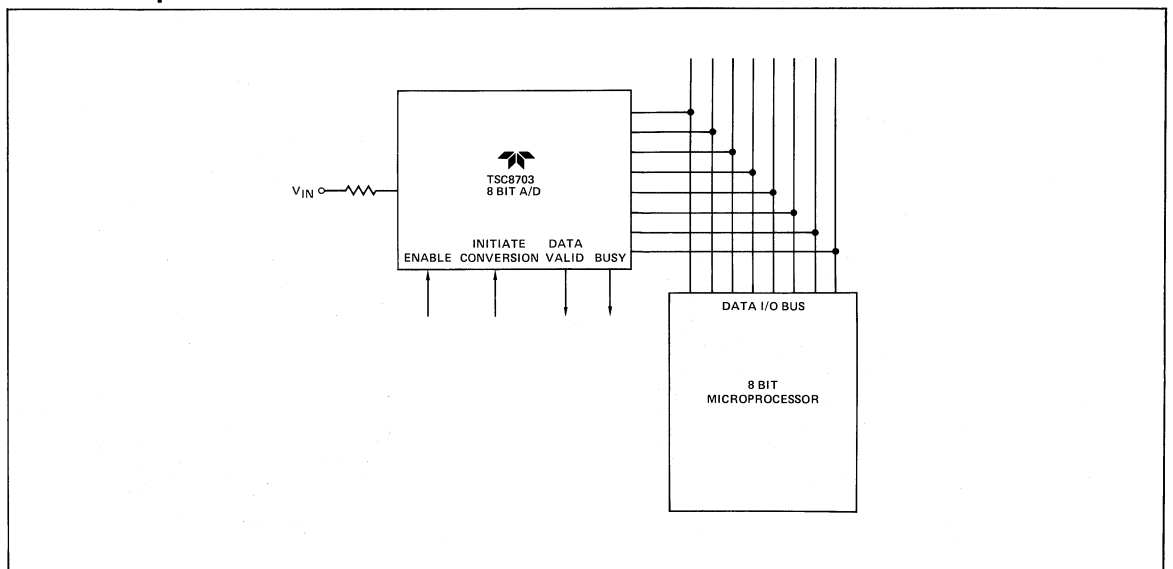 TSC8703
8 BIT A/D
VIN
INITIATE DATA
ENABLE CONVERSION VALID BUSY
DATA I/O BUS
8 BIT
MICROPROCESSOR